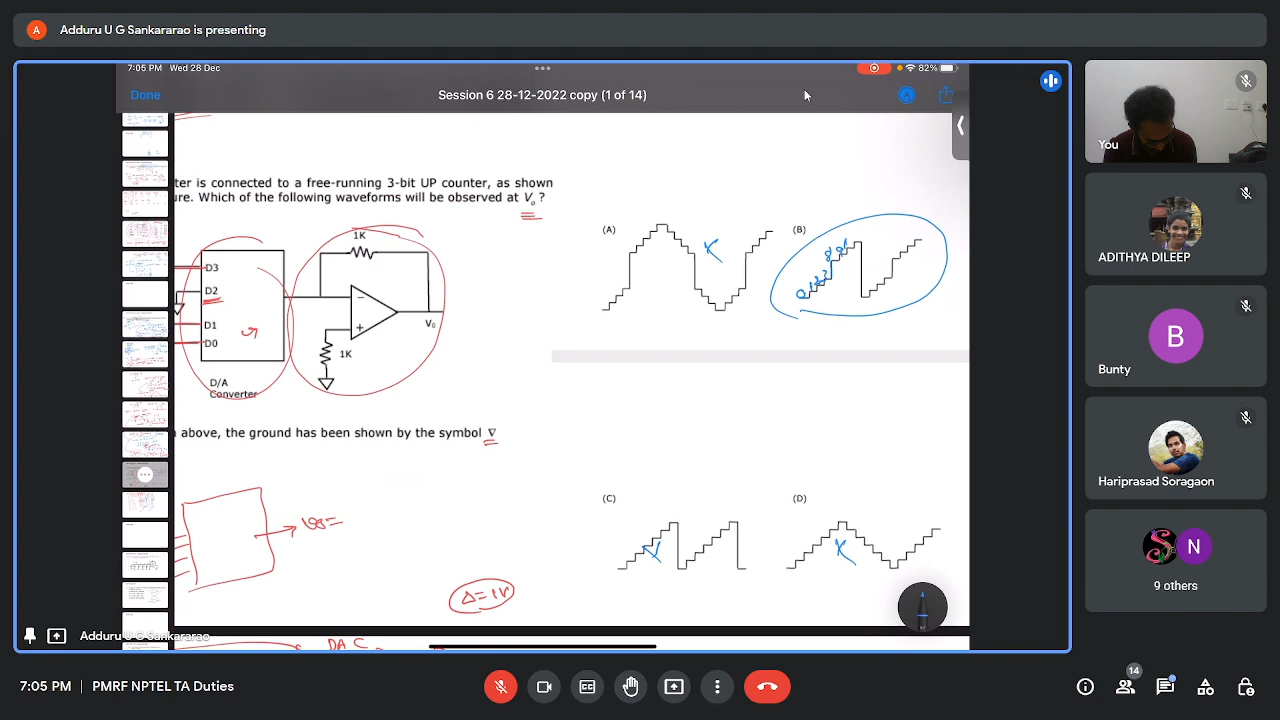 A
Adduru U G Sankararao is presenting
7:05 PM Wed 28 Dec
82%
Done
Session 6 28-12-2022 copy (1 of 14)
ter is connected to a free-running 3-bit UP counter, as shown
ure. Which of the following waveforms will be observed at Vo ?
1K
D3
D2
D1
D0
−
+
Vo
1K
D/A
Converter
above, the ground has been shown by the symbol ∇
Δ=1V
DAC
(A)
(B)
(C)
(D)
You
ADITHYA DILEEP
B
Bunty
Hariprasad Soragaon
N
9 others
Adduru U G Sankararao
7:05 PM | PMRF NPTEL TA Duties
14